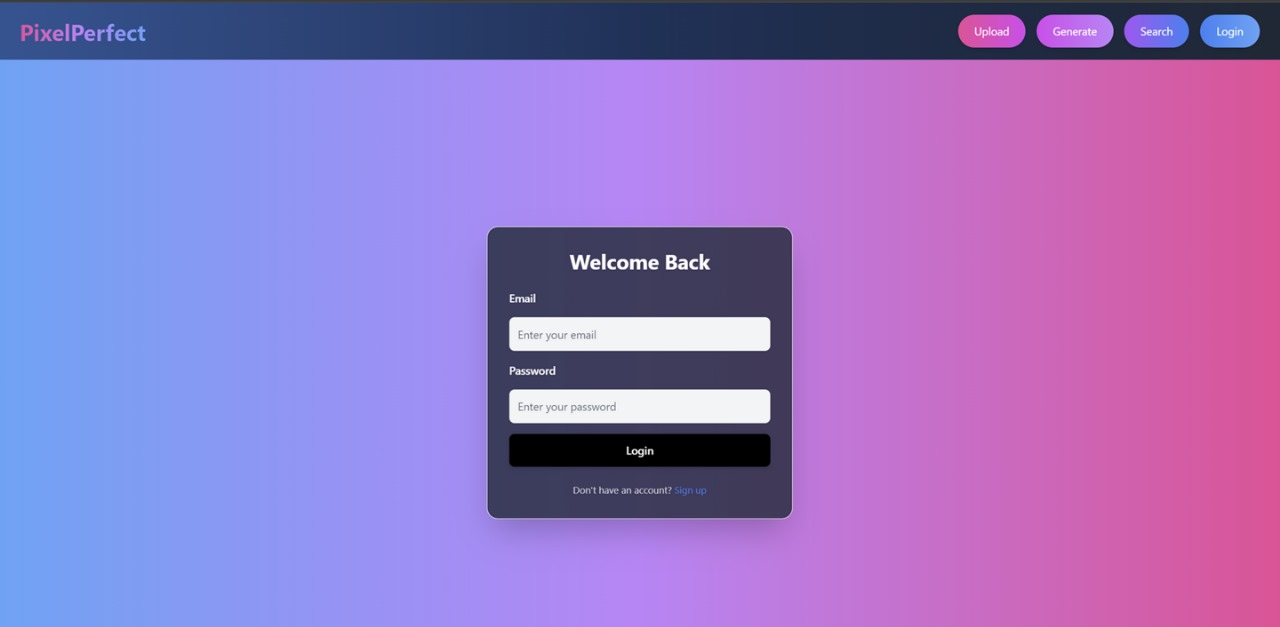 PixelPerfect
Upload
Generate
Search
Login
Welcome Back
Email
Enter your email
Password
Enter your password
Login
Don't have an account? Sign up